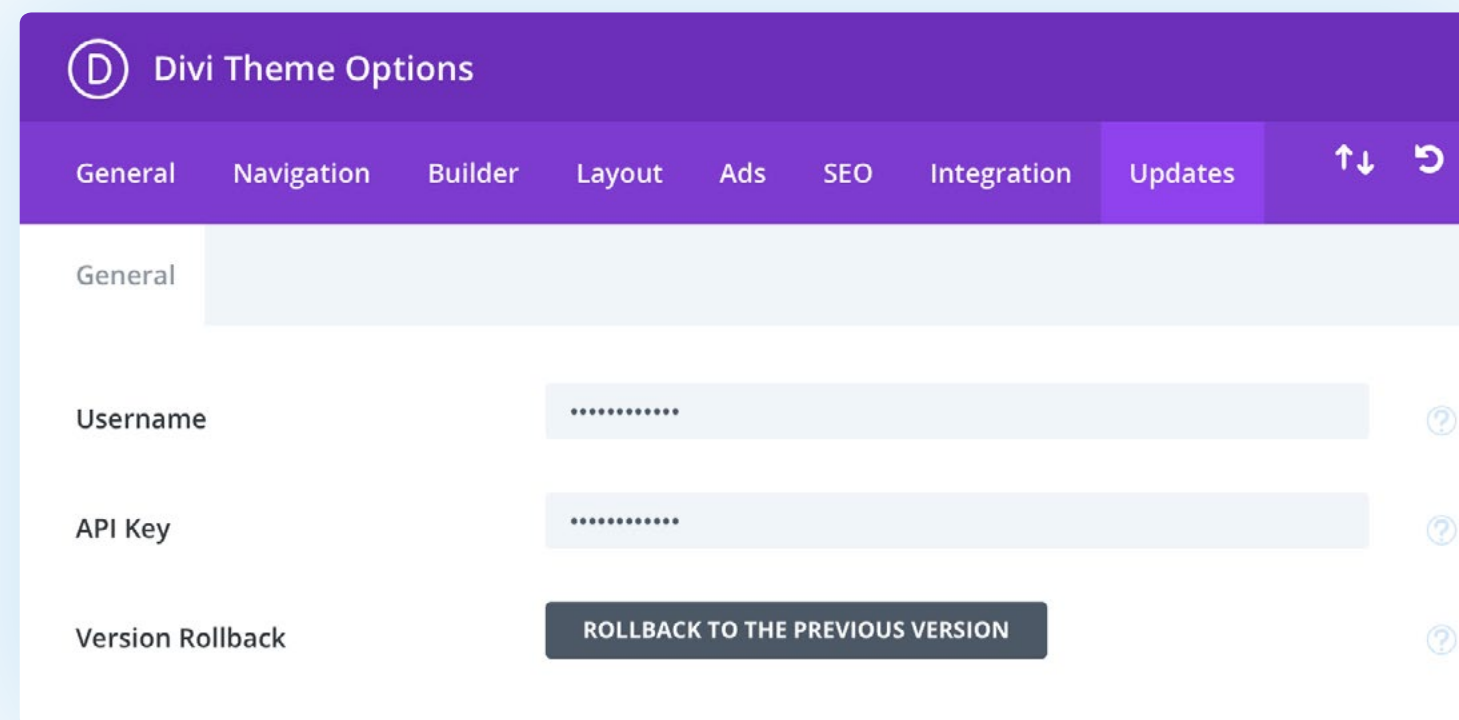 D Divi Theme Options
General Navigation Builder Layout Ads SEO Integration Updates
General
Username ••••••••••••
?
API Key ••••••••••••
?
Version Rollback ROLLBACK TO THE PREVIOUS VERSION
?